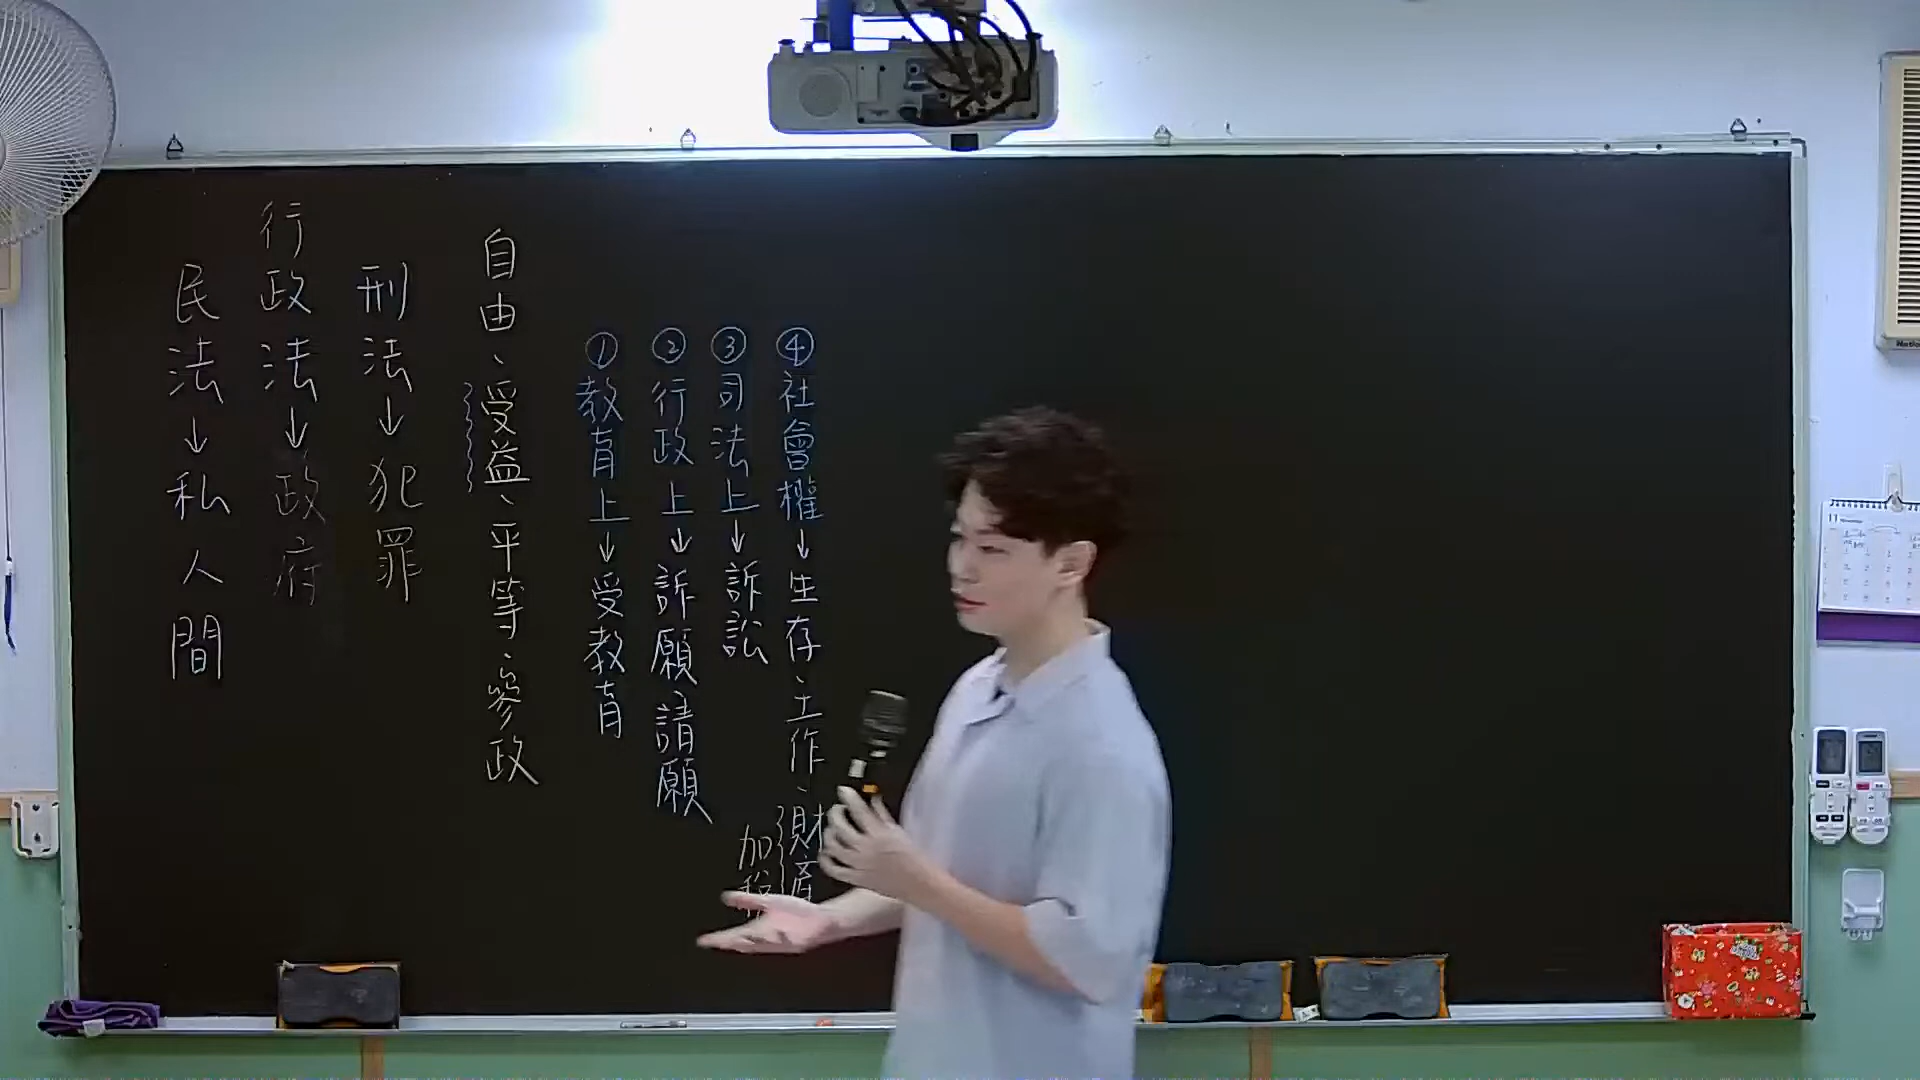 民法→私人間
行政法→政府
刑法→犯罪
自由、受益、平等、參政
①教育上→受教育
②行政上→訴願、請願
③司法上→訴訟
④社會權→生存、工作、財產
加稅